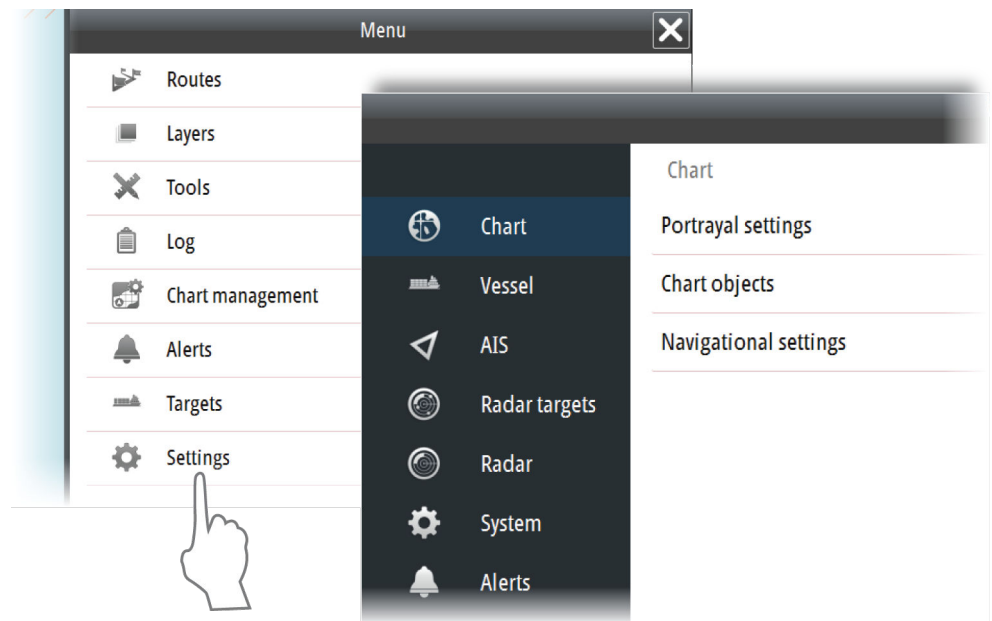 Menu
Routes
Layers
Tools
Log
Chart management
Alerts
Targets
Settings
Chart
Vessel
AIS
Radar targets
Radar
System
Alerts
Chart
Portrayal settings
Chart objects
Navigational settings